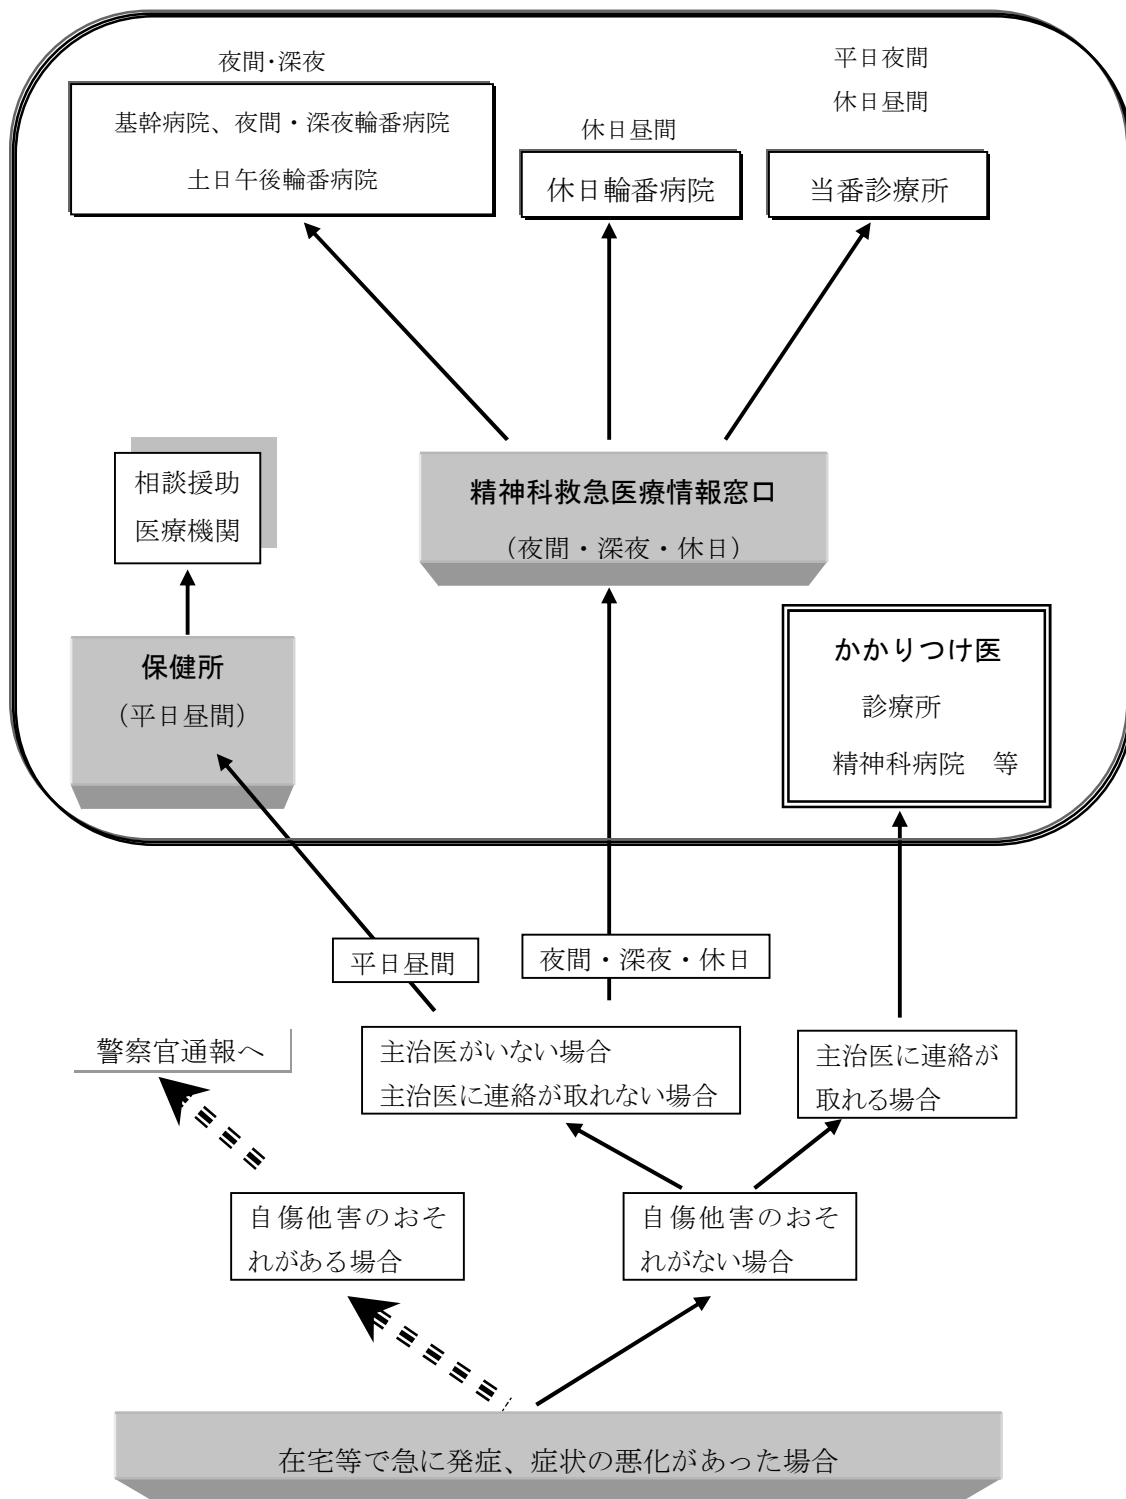 夜間・深夜
基幹病院、夜間・深夜輪番病院
土日午後輪番病院
休日昼間
休日輪番病院
平日夜間
休日昼間
当番診療所
相談援助
医療機関
精神科救急医療情報窓口
（夜間・深夜・休日）
保健所
（平日昼間）
かかりつけ医
診療所
精神科病院　等
平日昼間
夜間・深夜・休日
警察官通報へ
主治医がいない場合
主治医に連絡が取れない場合
主治医に連絡が
取れる場合
自傷他害のおそ
れがある場合
自傷他害のおそ
れがない場合
在宅等で急に発症、症状の悪化があった場合